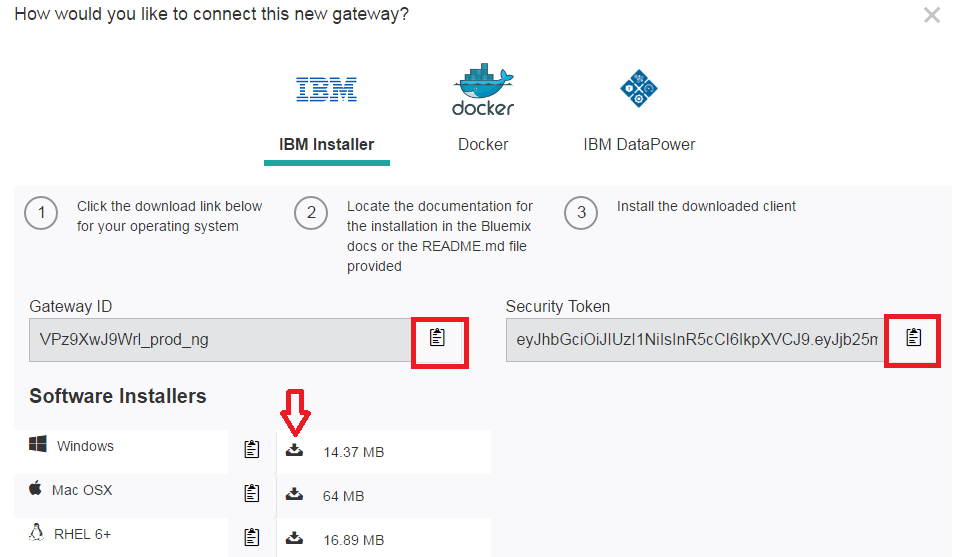 How would you like to connect this new gateway?
IBM
docker
IBM Installer
Docker
IBM DataPower
1
Click the download link below
for your operating system
2
Locate the documentation for
the installation in the Bluemix
docs or the README.md file
provided
3
Install the downloaded client
Gateway ID
VPz9XwJ9Wrl_prod_ng
Security Token
eyJhbGciOiJIUzI1NiIsInR5cCI6IkpXVCJ9.eyJjb25m
Software Installers
Windows
14.37 MB
Mac OSX
64 MB
RHEL 6+
16.89 MB